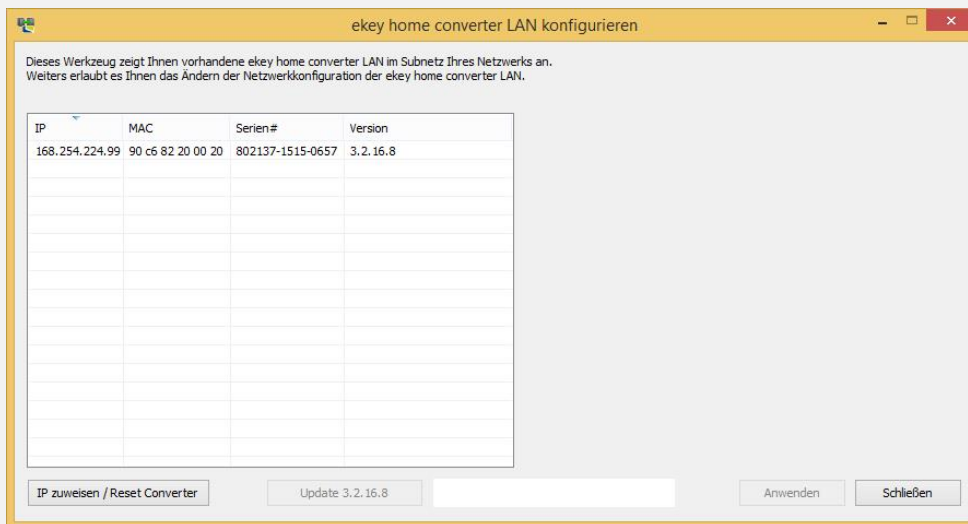 ekey home converter LAN konfigurieren
Dieses Werkzeug zeigt Ihnen vorhandene ekey home converter LAN im Subnetz Ihres Netzwerks an.
Weiters erlaubt es Ihnen das Ändern der Netzwerkkonfiguration der ekey home converter LAN.
IP MAC Serien# Version
168.254.224.99 90 c6 82 20 00 20 802137-1515-0657 3.2.16.8
IP zuweisen / Reset Converter Update 3.2.16.8 Anwenden Schließen